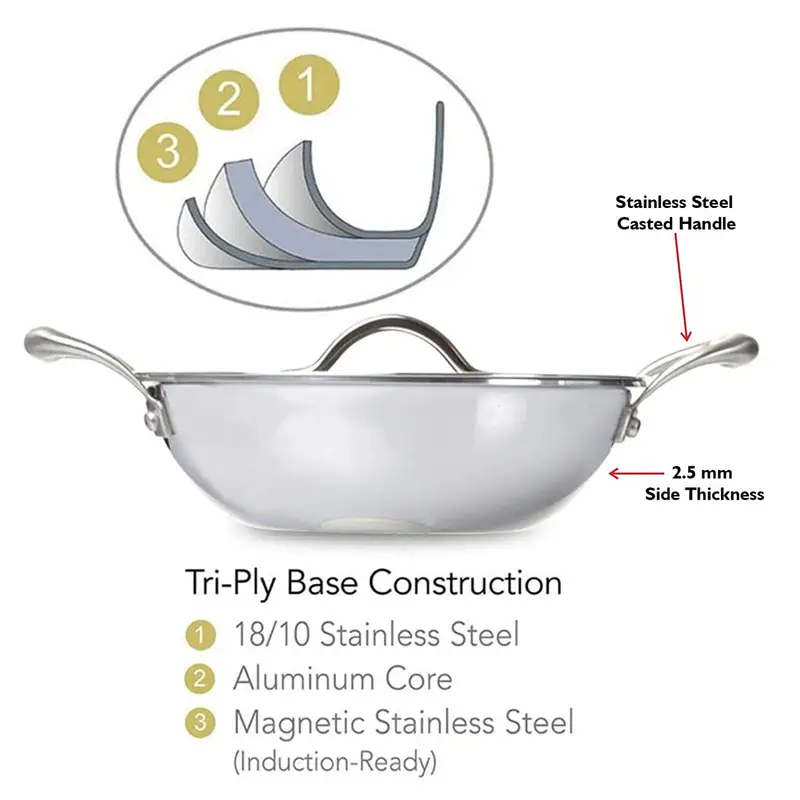 1
2
3
Stainless Steel
Casted Handle
2.5 mm
Side Thickness
Tri-Ply Base Construction
1 18/10 Stainless Steel
2 Aluminum Core
3 Magnetic Stainless Steel
(Induction-Ready)